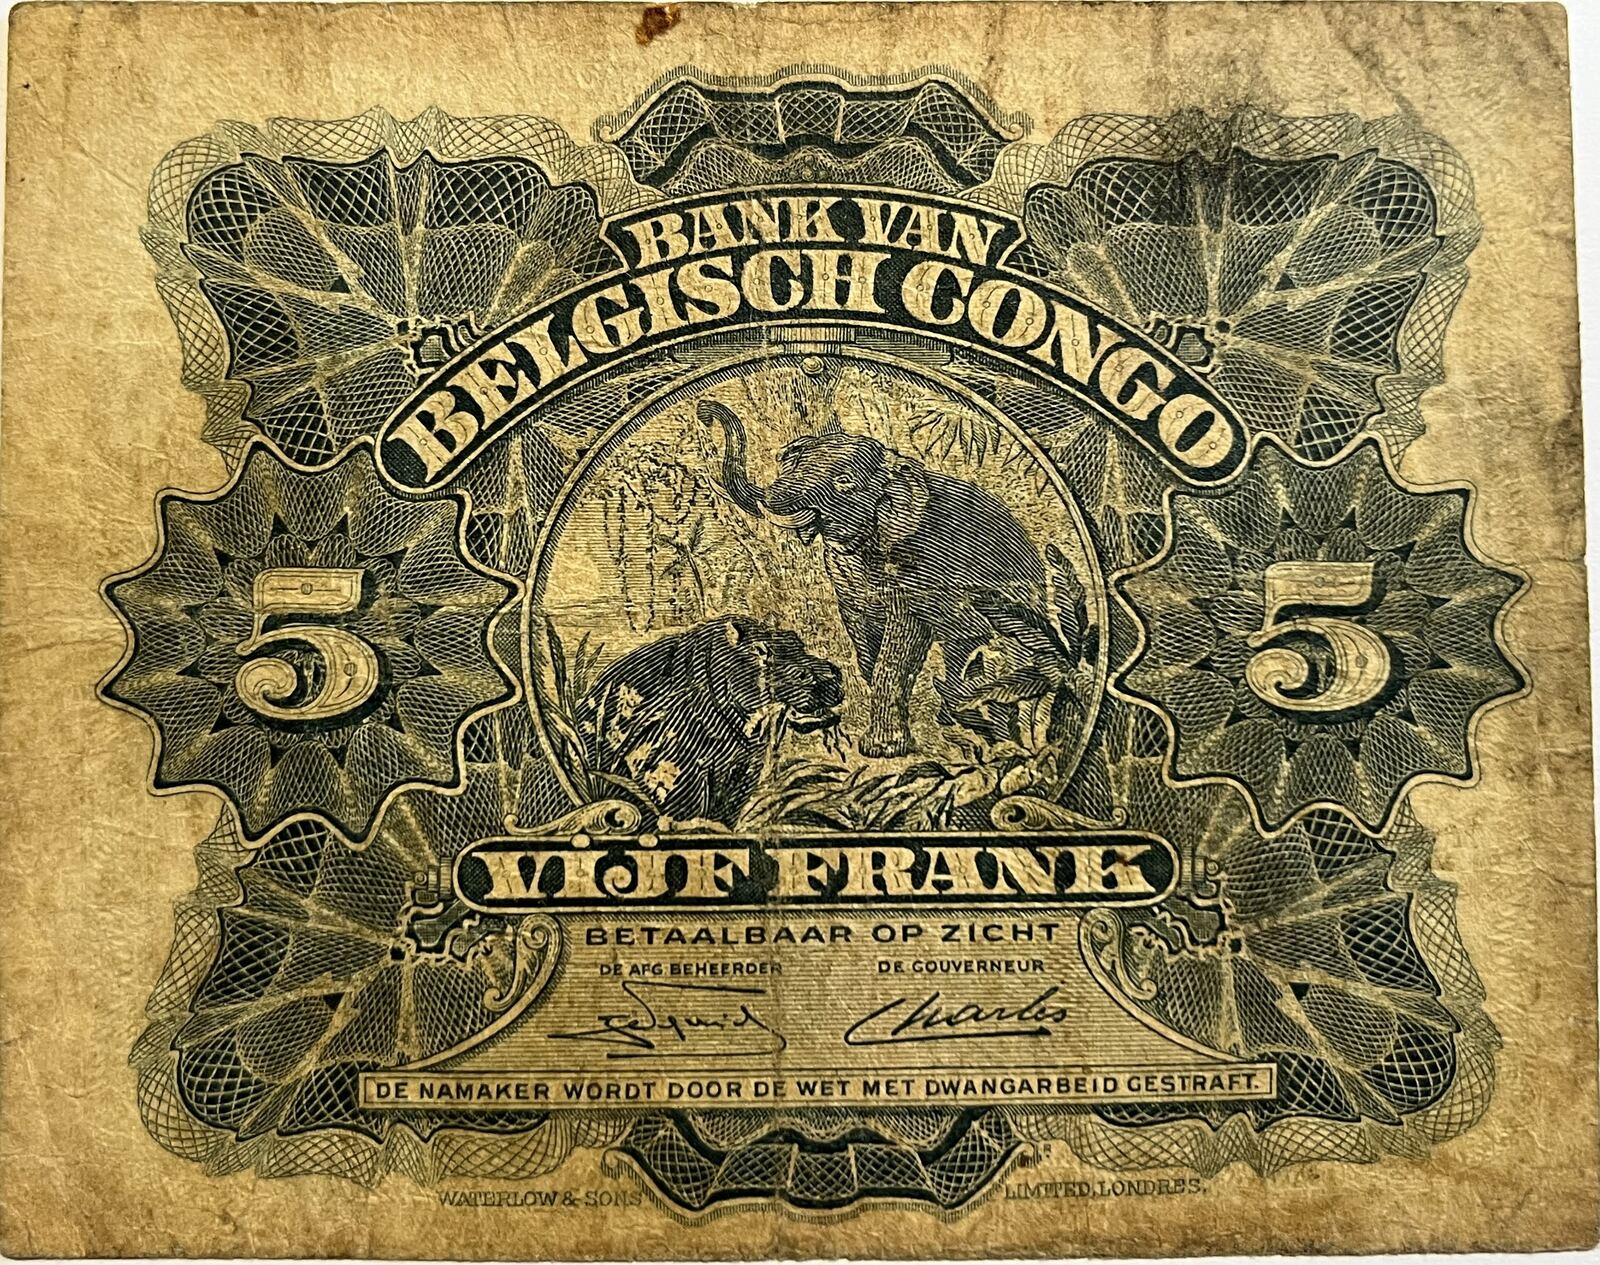 BANK VAN
BELGISCH CONGO
5
5
VIJF FRANK
BETAALBAAR OP ZICHT
DE AFG. BEHEERDER
DE GOUVERNEUR
Charles
DE NAMAKER WORDT DOOR DE WET MET DWANGARBEID GESTRAFT.
WATERLOW & SONS LIMITED, LONDRES.